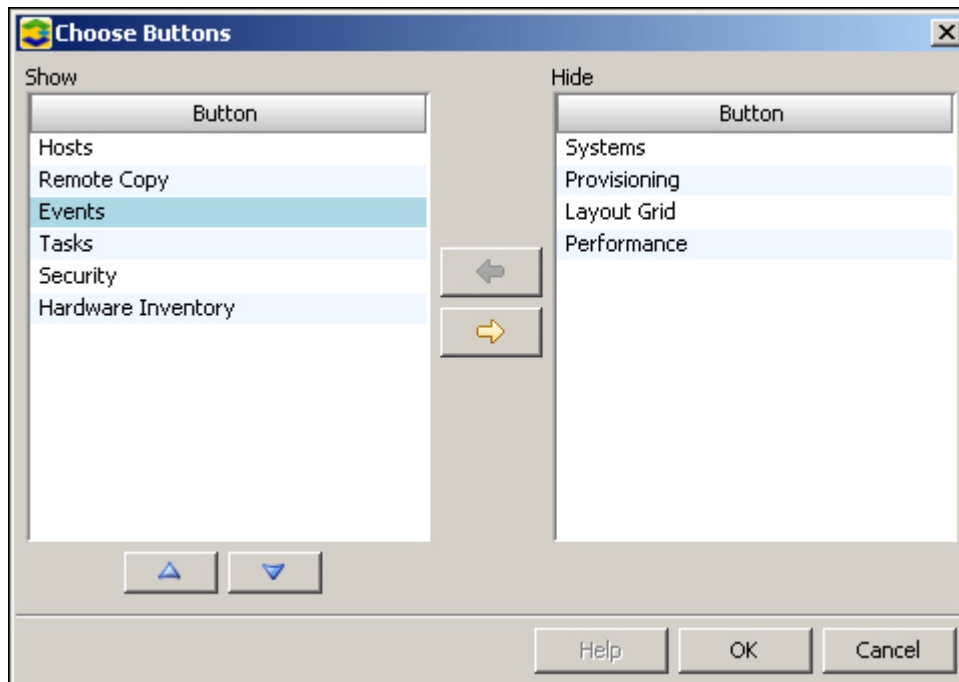 Choose Buttons
Show
Hide
Button
Button
Hosts
Systems
Remote Copy
Provisioning
Events
Layout Grid
Tasks
Performance
Security
Hardware Inventory
Help
OK
Cancel